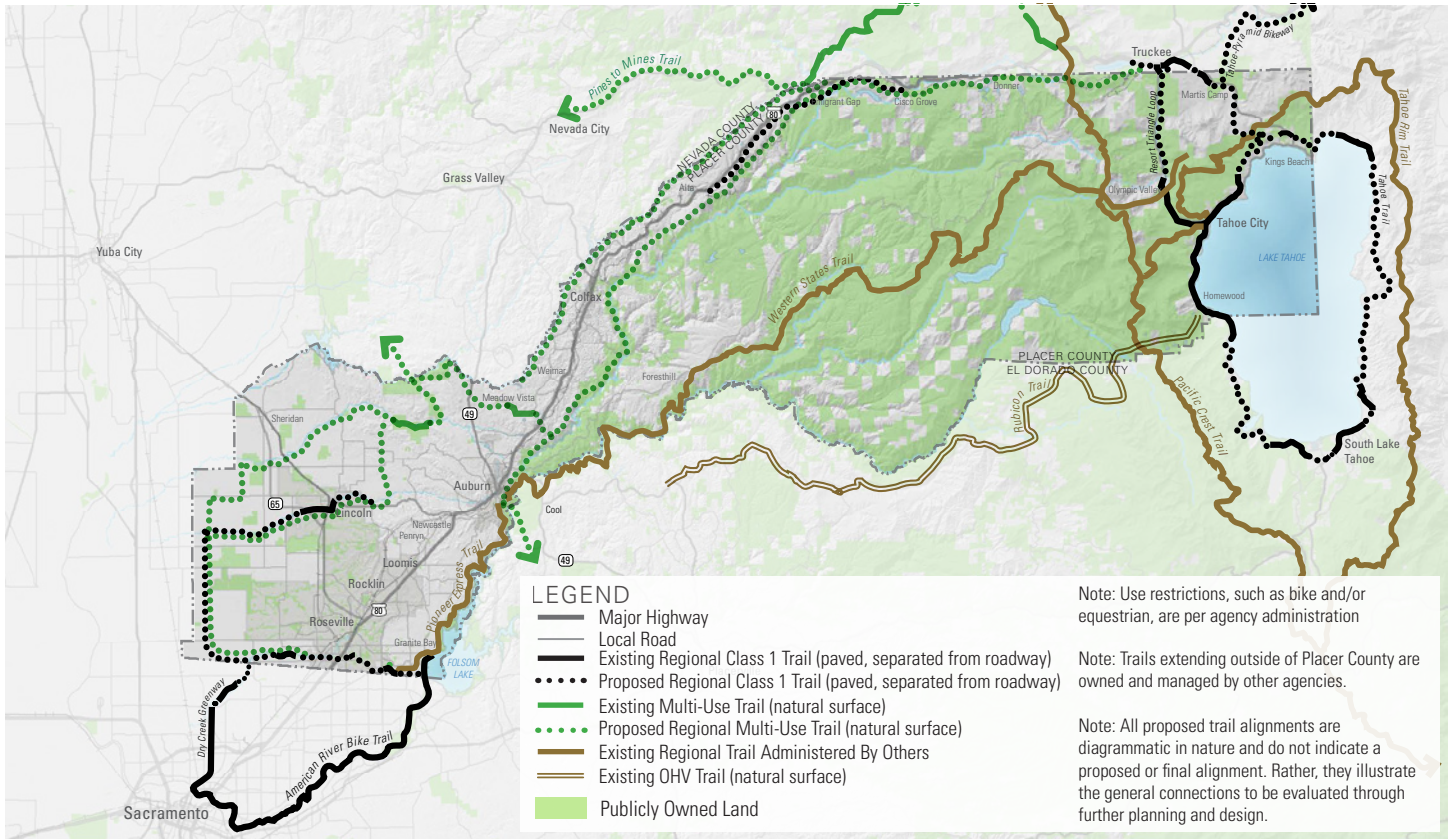 Pines to Mines Trail
Nevada City
Grass Valley
Yuba City
NEVADA COUNTY
PLACER COUNTY
80
Emigrant Gap
Cisco Grove
Donner
Truckee
Tahoe-Pyramid Bikeway
Martis Camp
Resort Triangle Loop
Tahoe Rim Trail
Kings Beach
Olympic Valley
Tahoe Trail
Tahoe City
LAKE TAHOE
Homewood
Alta
Colfax
Western States Trail
Weimar
Foresthill
PLACER COUNTY
EL DORADO COUNTY
Rubicon Trail
Pacific Crest Trail
South Lake
Tahoe
Meadow Vista
49
Sheridan
Auburn
65
Lincoln
Cool
Newcastle
Penryn
Loomis
49
Rocklin
80
Roseville
Pioneer Express Trail
Granite Bay
FOLSOM
LAKE
Dry Creek Greenway
American River Bike Trail
Sacramento
LEGEND
Major Highway
Local Road
Existing Regional Class 1 Trail (paved, separated from roadway)
Proposed Regional Class 1 Trail (paved, separated from roadway)
Existing Multi-Use Trail (natural surface)
Proposed Regional Multi-Use Trail (natural surface)
Existing Regional Trail Administered By Others
Existing OHV Trail (natural surface)
Publicly Owned Land
Note: Use restrictions, such as bike and/or
equestrian, are per agency administration
Note: Trails extending outside of Placer County are
owned and managed by other agencies.
Note: All proposed trail alignments are
diagrammatic in nature and do not indicate a
proposed or final alignment. Rather, they illustrate
the general connections to be evaluated through
further planning and design.